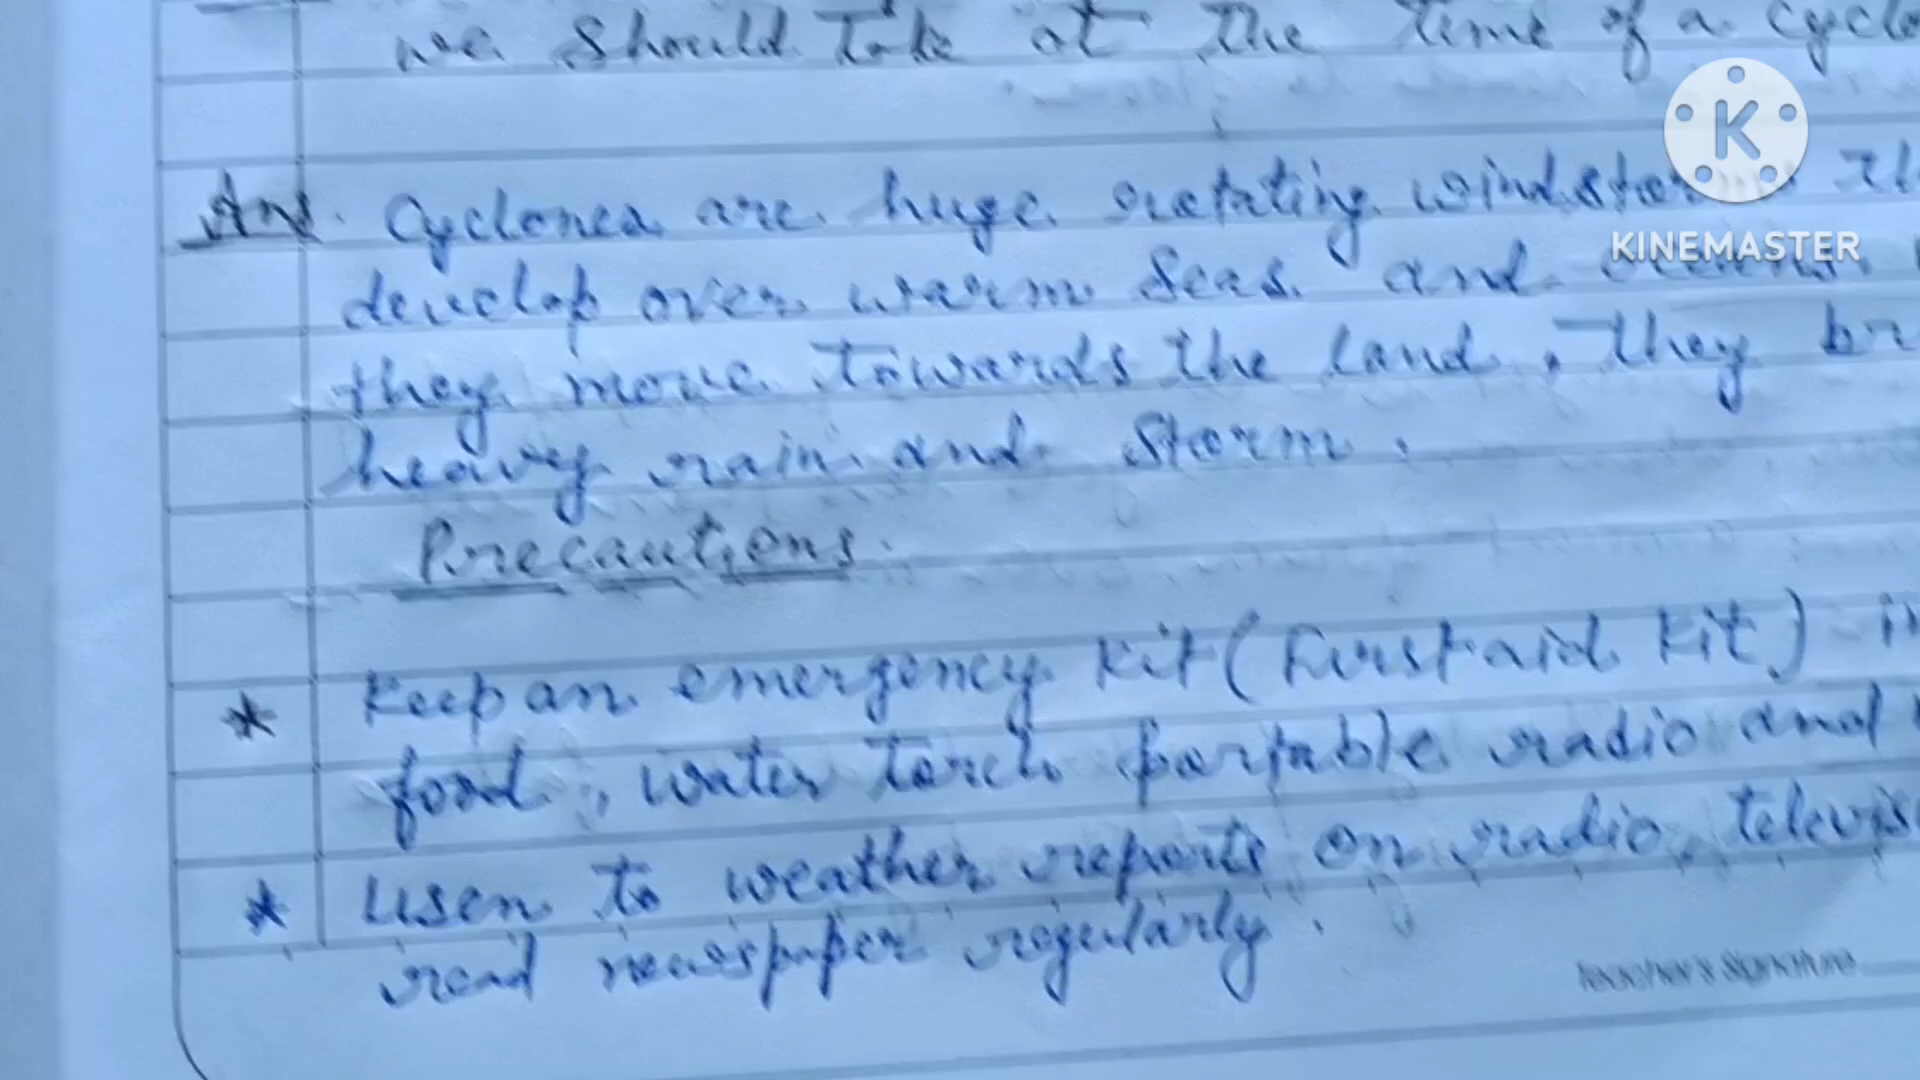 we should Take at The Time of a cyclo
Ans. Cyclones are huge rotating windstor
develop over warm seas and
they move towards the land, they br
heavy rain and storm.
Precautions.
* Keep an emergency Kit (First aid Kit) in
food, water torch portable radio and
* Lisen to weather reports on radio, televis
read newspaper regularly.
Teacher's Signature
K
KINEMASTER